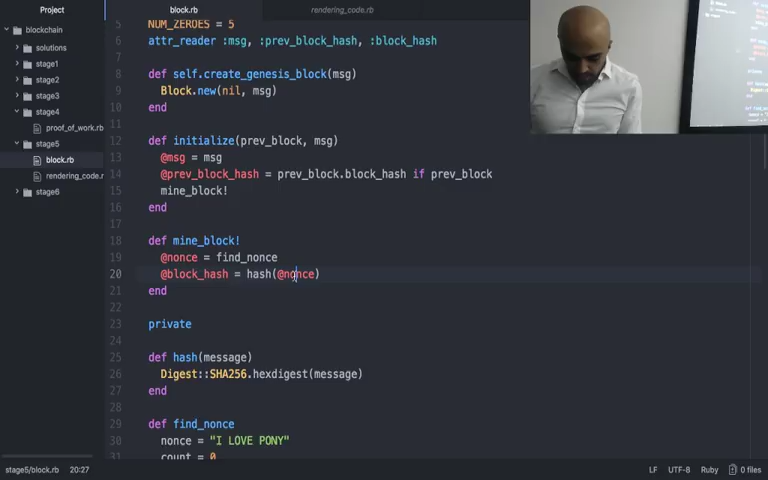 Project
block.rb
rendering_code.rb
blockchain
solutions
stage1
stage2
stage3
stage4
proof_of_work.rb
stage5
block.rb
rendering_code.r
stage6
5 NUM_ZEROES = 5
6 attr_reader :msg, :prev_block_hash, :block_hash
7
8 def self.create_genesis_block(msg)
9 Block.new(nil, msg)
10 end
11
12 def initialize(prev_block, msg)
13 @msg = msg
14 @prev_block_hash = prev_block.block_hash if prev_block
15 mine_block!
16 end
17
18 def mine_block!
19 @nonce = find_nonce
20 @block_hash = hash(@nonce)
21 end
22
23 private
24
25 def hash(message)
26 Digest::SHA256.hexdigest(message)
27 end
28
29 def find_nonce
30 nonce = "I LOVE PONY"
31 count = 0
stage5/block.rb 20:27 LF UTF-8 Ruby 0 files